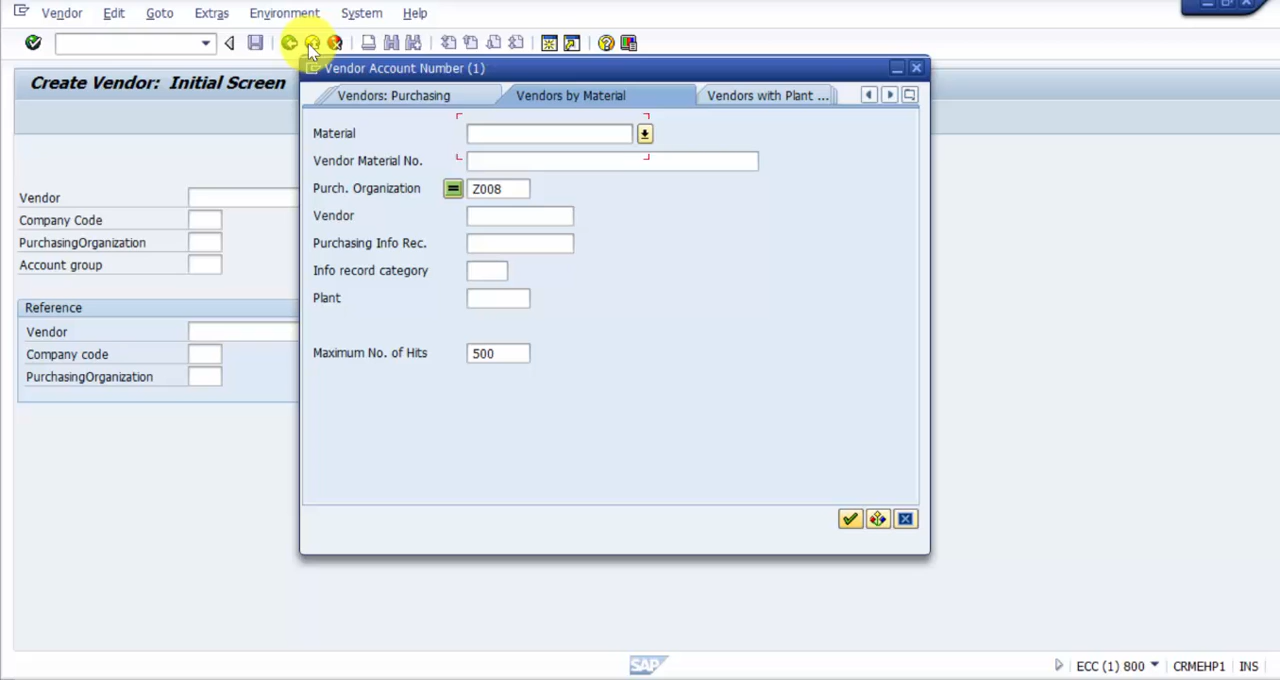 Vendor Edit Goto Extras Environment System Help
Create Vendor: Initial Screen
Vendor Account Number (1)
Vendors: Purchasing Vendors by Material Vendors with Plant ...
Material
Vendor Material No.
Purch. Organization Z008
Vendor
Purchasing Info Rec.
Info record category
Plant
Maximum No. of Hits 500
Vendor
Company Code
PurchasingOrganization
Account group
Reference
Vendor
Company code
PurchasingOrganization
SAP
ECC (1) 800 CRMEHP1 INS